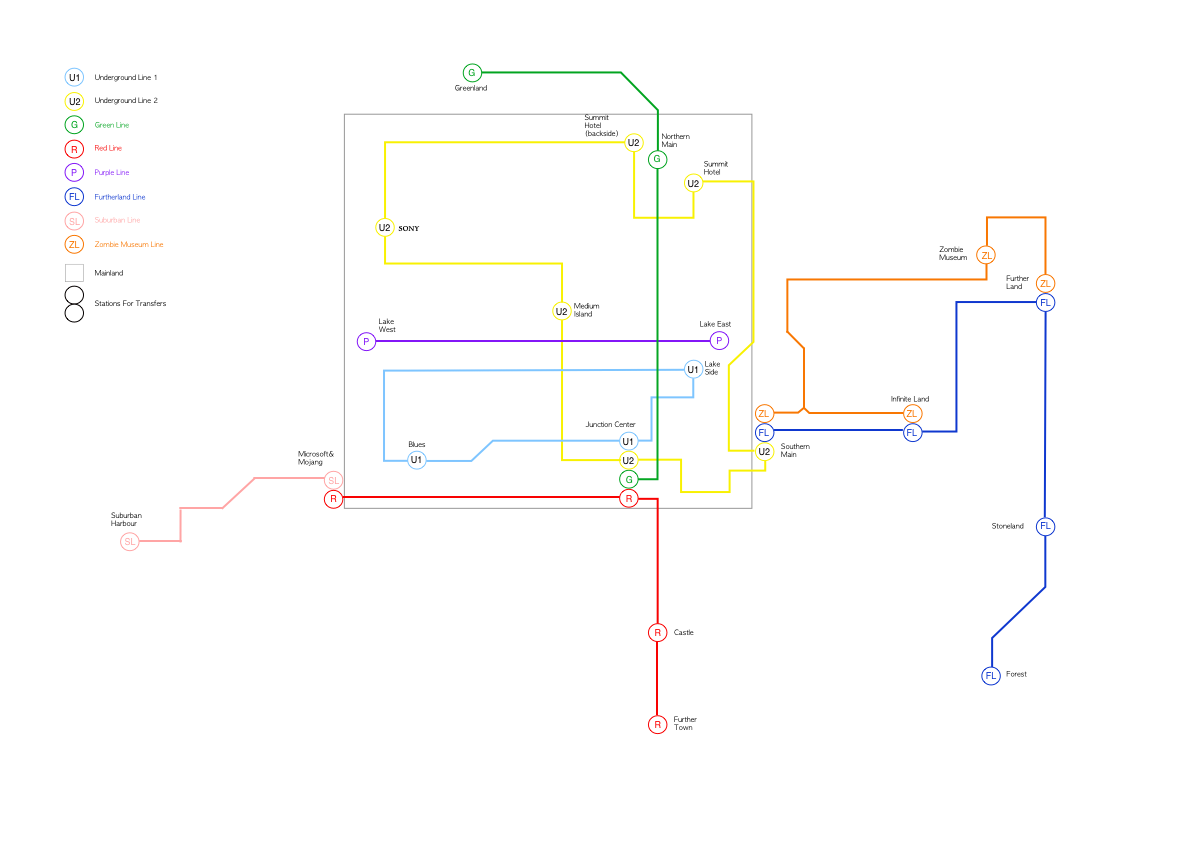 U1 Underground Line 1
U2 Underground Line 2
G Green Line
R Red Line
P Purple Line
FL Furtherland Line
SL Suburban Line
ZL Zombie Museum Line
Mainland
Stations For Transfers
G
Greenland
Summit
Hotel
(backside)
U2
Northern
Main
G
Summit
Hotel
U2
U2 SONY
Zombie
Museum
ZL
Further
Land
ZL
FL
U2
Medium
Island
Lake
West
P
Lake East
P
U1
Lake
Side
Infinite Land
ZL
FL
ZL
FL
U2
Southern
Main
Junction Center
U1
U2
G
R
Blues
U1
Microsoft&
Mojang
SL
R
Suburban
Harbour
SL
Stoneland
FL
R
Castle
FL
Forest
R
Further
Town